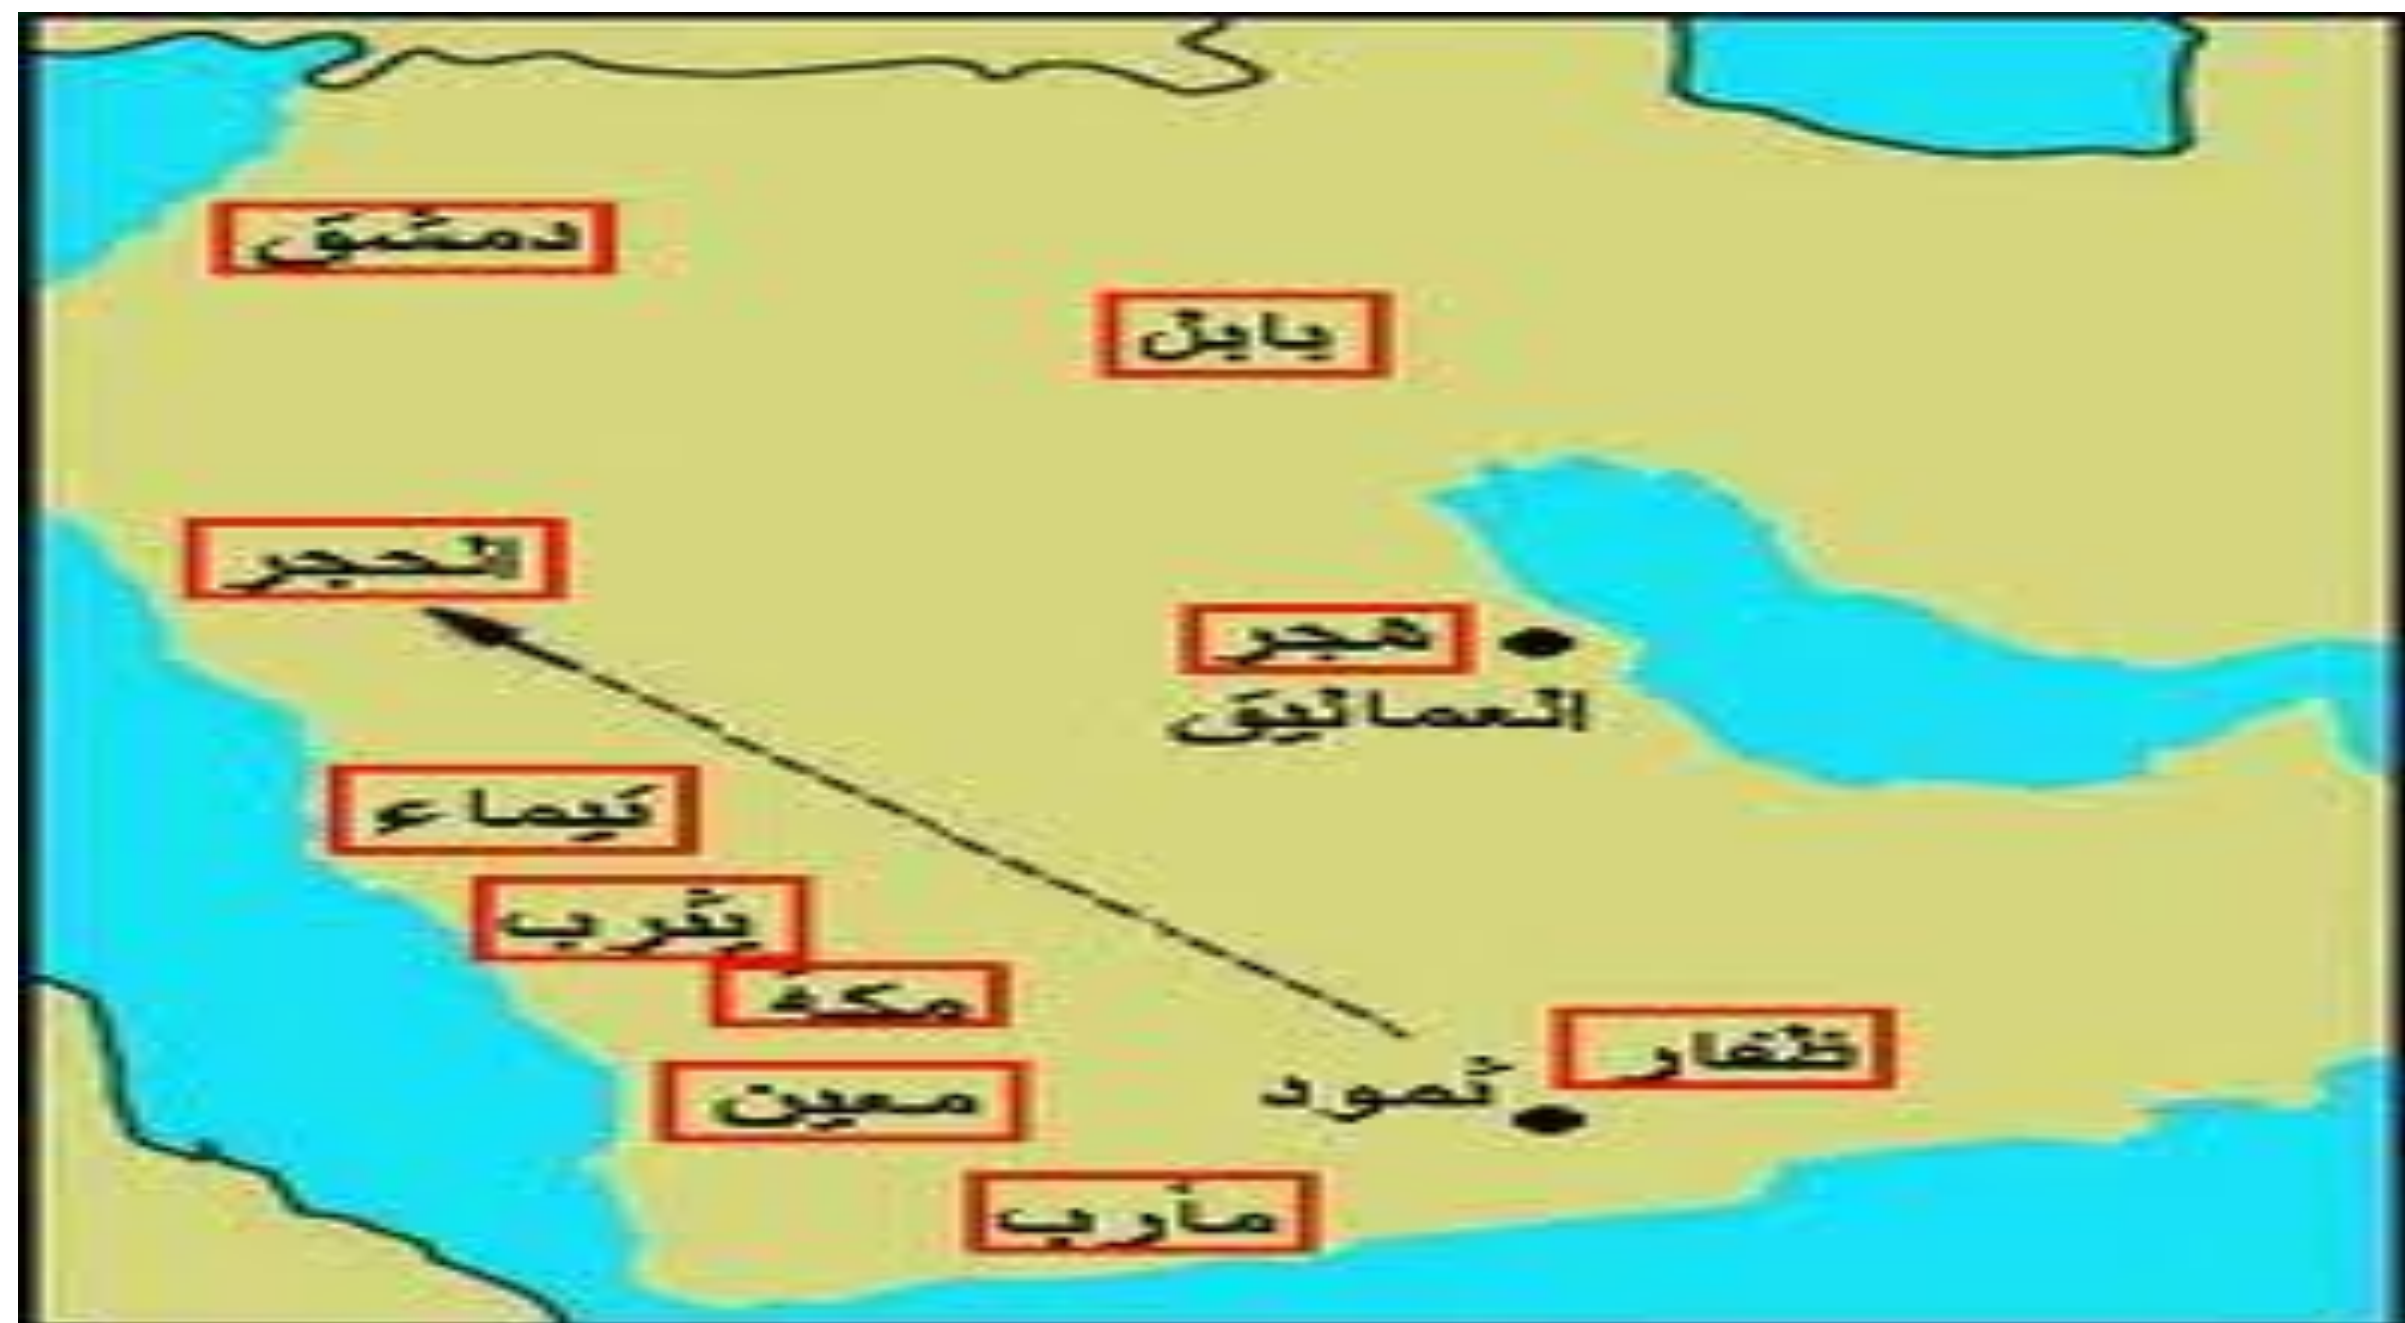 دمشق
بابل
الحجر
هجر
العماليق
تيماء
يثرب
مكة
ظفار
ثمود
معين
مأرب